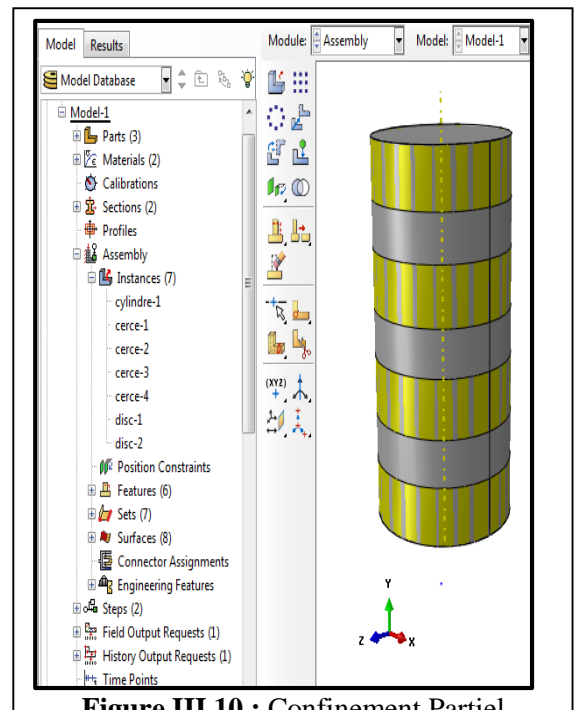 Model Results
Module: Assembly Model: Model-1
Model Database
Model-1
Parts (3)
Materials (2)
Calibrations
Sections (2)
Profiles
Assembly
Instances (7)
cylindre-1
cerce-1
cerce-2
cerce-3
cerce-4
disc-1
disc-2
Position Constraints
Features (6)
Sets (7)
Surfaces (8)
Connector Assignments
Engineering Features
Steps (2)
Field Output Requests (1)
History Output Requests (1)
Time Points
(XYZ)
Y
Z X
Figure III.10 : Confinement Partiel